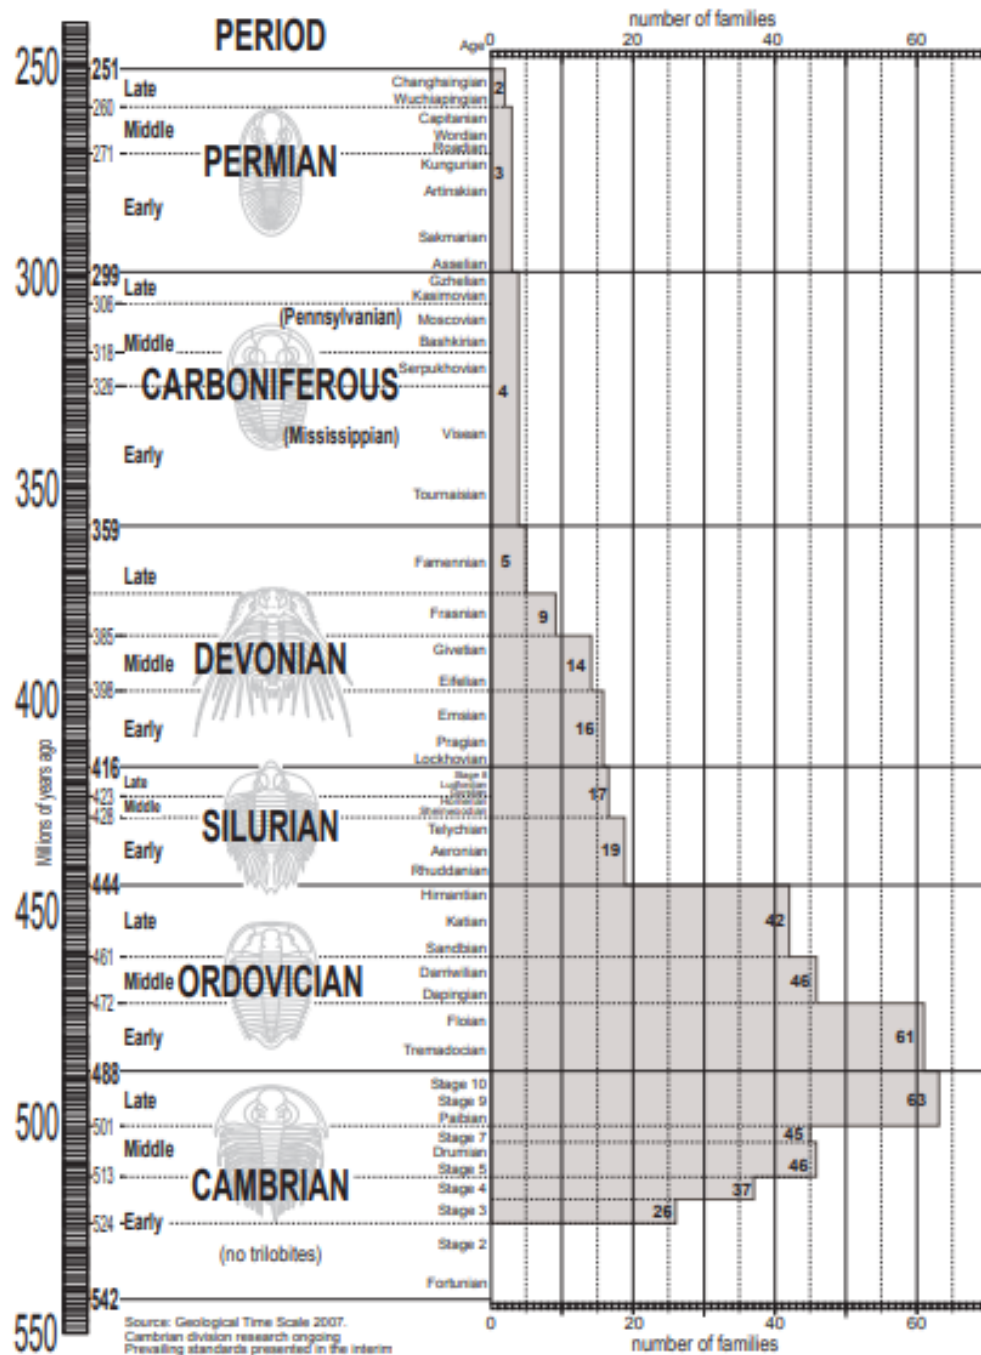 number of families
PERIOD
Age 0 20 40 60
250
251
Late
Changhsingian
2
Wuchiapingian
260
Middle
Capitanian
Wordian
Roadian
271
PERMIAN
Kungurian
3
Artinskian
Early
Sakmarian
Asselian
300
299
Late
Gzhelian
Kasimovian
306
(Pennsylvanian)
Moscovian
Middle
Bashkirian
318
Serpukhovian
326
CARBONIFEROUS
4
(Mississippian)
Visean
Early
350
Tournaisian
359
Famennian
5
Late
Frasnian
9
385
Givetian
Middle
DEVONIAN
14
Eifelian
398
400
Emsian
Early
16
Pragian
Lockhovian
416
Late
423
17
Middle
428
SILURIAN
Telychian
Early
Aeronian
19
Rhuddanian
444
Hirnantian
450
Late
Katian
42
Sandbian
461
Darriwilian
Middle
ORDOVICIAN
46
Dapingian
472
Floian
61
Early
Tremadocian
488
Stage 10
Late
Stage 9
63
Paibian
500
501
Stage 7
45
Middle
Drumian
Stage 5
46
513
CAMBRIAN
Stage 4
37
Stage 3
26
524
Early
Stage 2
(no trilobites)
Fortunian
542
550
0 20 40 60
number of families
Millions of years ago
Source: Geological Time Scale 2007.
Cambrian division research ongoing
Prevailing standards presented in the interim